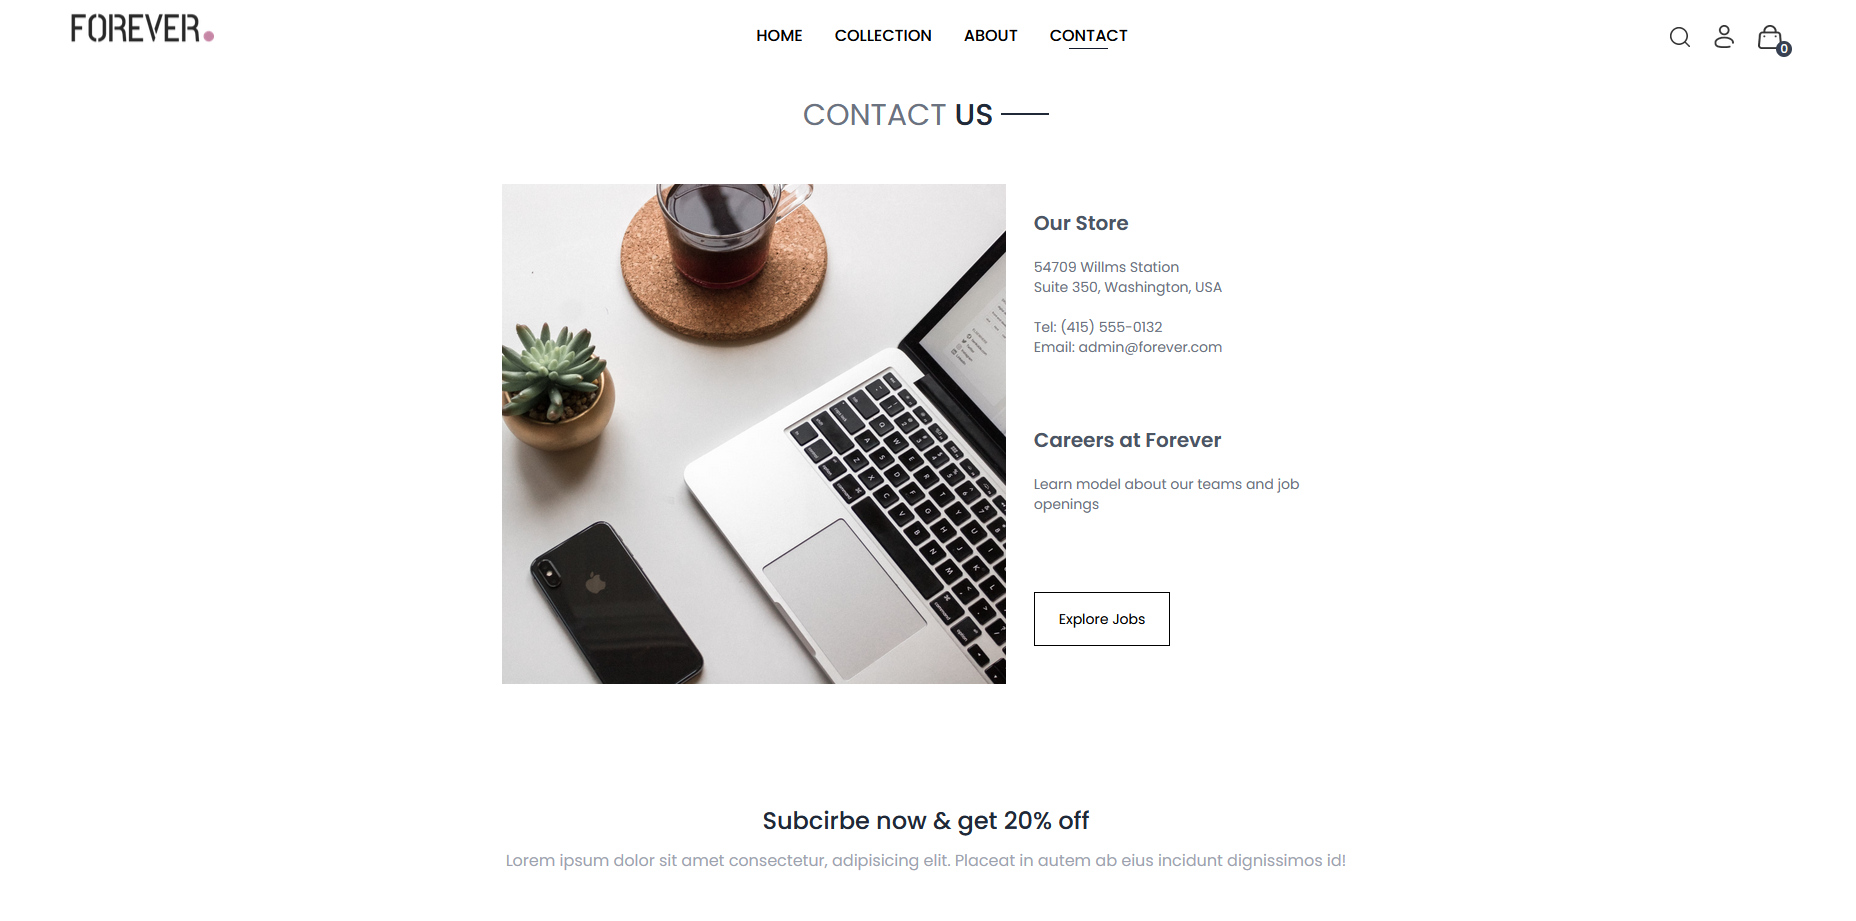 FOREVER.
HOME COLLECTION ABOUT CONTACT
0
CONTACT US
Our Store
54709 Willms Station
Suite 350, Washington, USA
Tel: (415) 555-0132
Email: admin@forever.com
Careers at Forever
Learn model about our teams and job
openings
Explore Jobs
Subcirbe now & get 20% off
Lorem ipsum dolor sit amet consectetur, adipisicing elit. Placeat in autem ab eius incidunt dignissimos id!